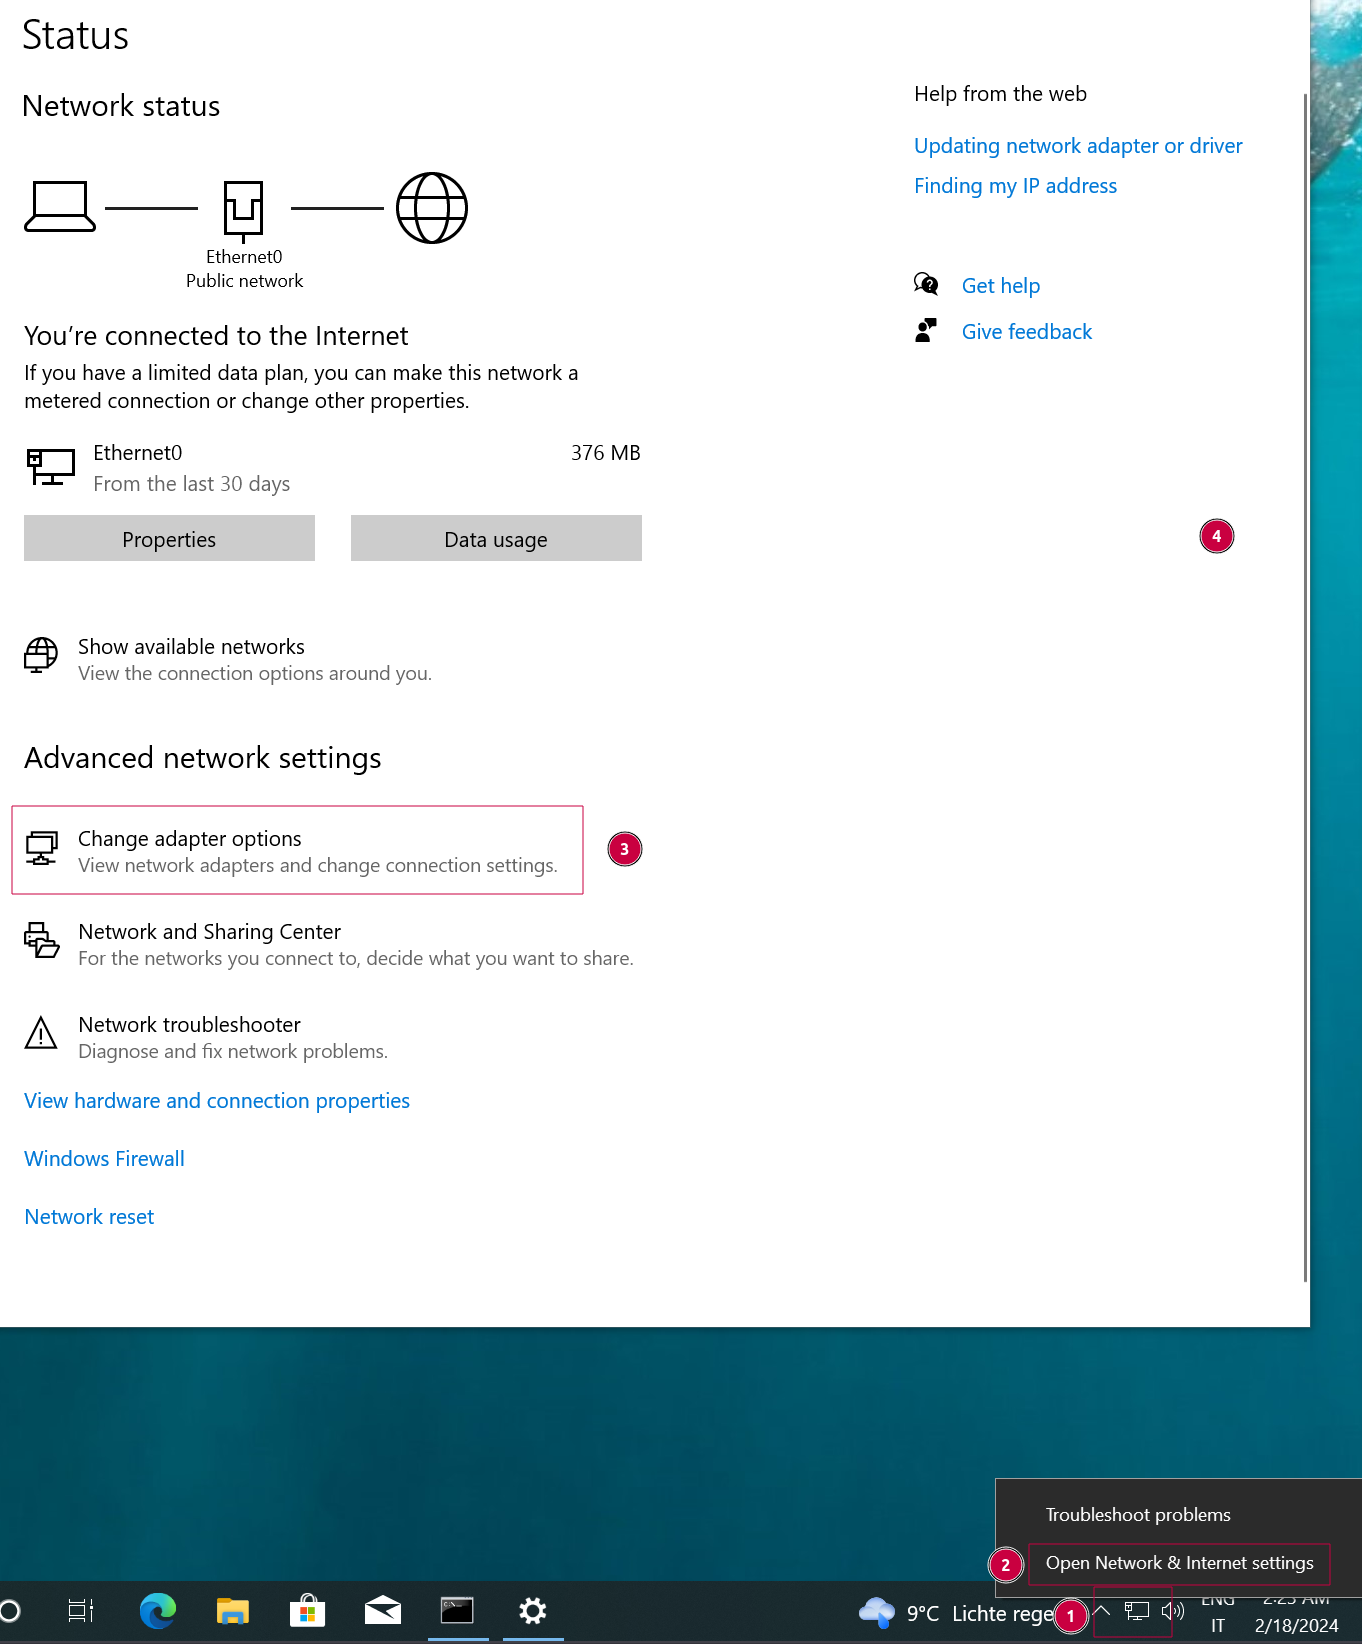 Status
Network status
Ethernet0
Public network
You're connected to the Internet
If you have a limited data plan, you can make this network a
metered connection or change other properties.
Ethernet0
376 MB
From the last 30 days
Properties
Data usage
Show available networks
View the connection options around you.
Advanced network settings
Change adapter options
View network adapters and change connection settings.
3
Network and Sharing Center
For the networks you connect to, decide what you want to share.
Network troubleshooter
Diagnose and fix network problems.
View hardware and connection properties
Windows Firewall
Network reset
Help from the web
Updating network adapter or driver
Finding my IP address
Get help
Give feedback
4
Troubleshoot problems
2 Open Network & Internet settings
9°C Lichte rege
1
ENG
IT
2:23 AM
2/18/2024